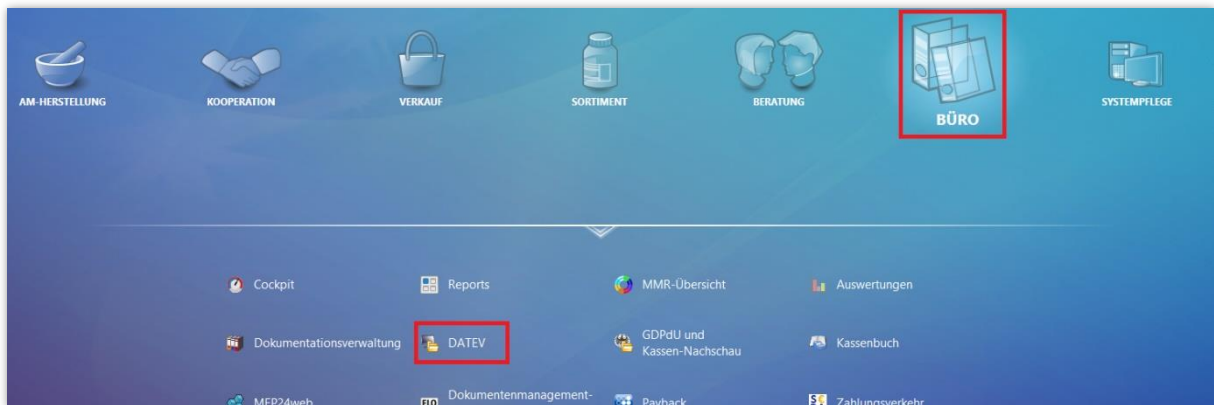 AM-HERSTELLUNG
KOOPERATION
VERKAUF
SORTIMENT
BERATUNG
BÜRO
SYSTEMPFLEGE
Cockpit
Reports
MMR-Übersicht
Auswertungen
Dokumentationsverwaltung
DATEV
GDPdU und
Kassen-Nachschau
Kassenbuch
MEP24web
ELO
Dokumentenmanagement-
Payback
Zahlungsverkehr